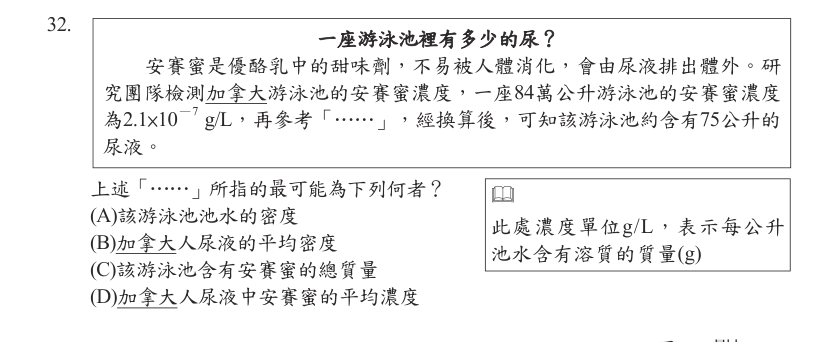 32.
一座游泳池裡有多少的尿？
安賽蜜是優酪乳中的甜味劑，不易被人體消化，會由尿液排出體外。研
究團隊檢測加拿大游泳池的安賽蜜濃度，一座84萬公升游泳池的安賽蜜濃度
為2.1×10⁻⁷ g/L，再參考「⋯⋯」，經換算後，可知該游泳池約含有75公升的
尿液。
上述「⋯⋯」所指的最可能為下列何者？
(A)該游泳池池水的密度
(B)加拿大人尿液的平均密度
(C)該游泳池含有安賽蜜的總質量
(D)加拿大人尿液中安賽蜜的平均濃度
此處濃度單位g/L，表示每公升
池水含有溶質的質量(g)